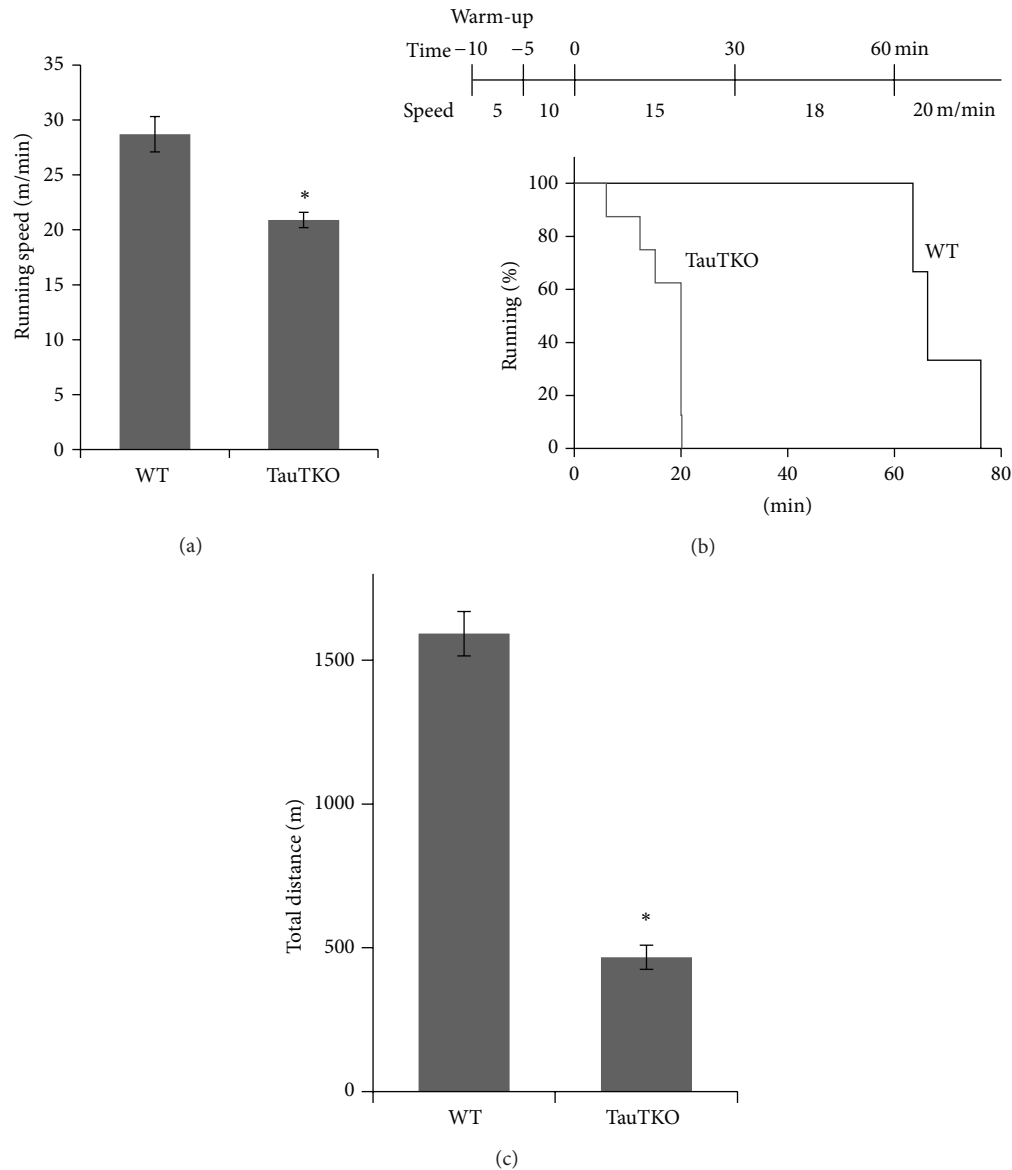 35
30
25
20
15
10
5
0
Running speed (m/min)
*
WT
TauTKO
(a)
Warm-up
Time −10 −5 0 30 60 min
Speed 5 10 15 18 20 m/min
100
80
60
40
20
0
Running (%)
TauTKO
WT
0 20 40 60 80
(min)
(b)
1500
1000
500
0
Total distance (m)
*
WT
TauTKO
(c)